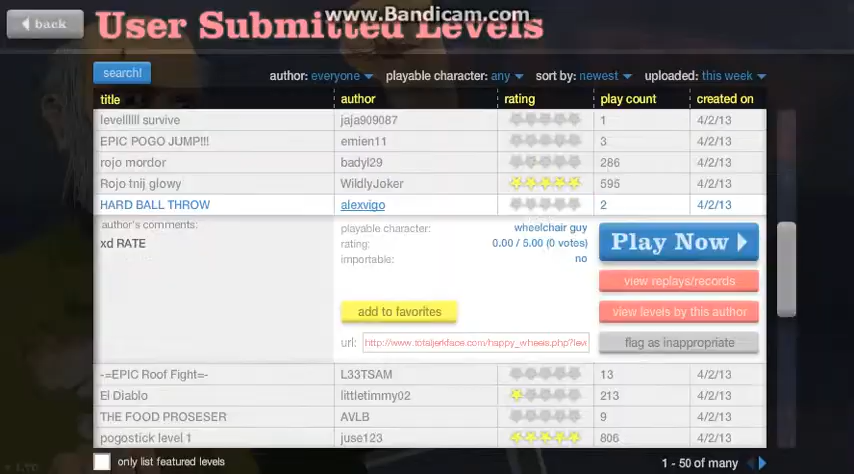 www.Bandicam.com
back
User Submitted Levels
search!
author: everyone playable character: any sort by: newest uploaded: this week
title author rating play count created on
levellllll survive jaja909087 1 4/2/13
EPIC POGO JUMP!!! emien11 3 4/2/13
rojo mordor badyl29 286 4/2/13
Rojo tnij glowy WildlyJoker 595 4/2/13
HARD BALL THROW alexvigo 2 4/2/13
author's comments:
xd RATE
playable character: wheelchair guy
rating: 0.00 / 5.00 (0 votes)
importable: no
Play Now
view replays/records
add to favorites
view levels by this author
url: http://www.totaljerkface.com/happy_wheels.php?levl
flag as inappropriate
-=EPIC Roof Fight=- L33TSAM 13 4/2/13
El Diablo littletimmy02 213 4/2/13
THE FOOD PROSESER AVLB 9 4/2/13
pogostick level 1 juse123 806 4/2/13
only list featured levels
1 - 50 of many